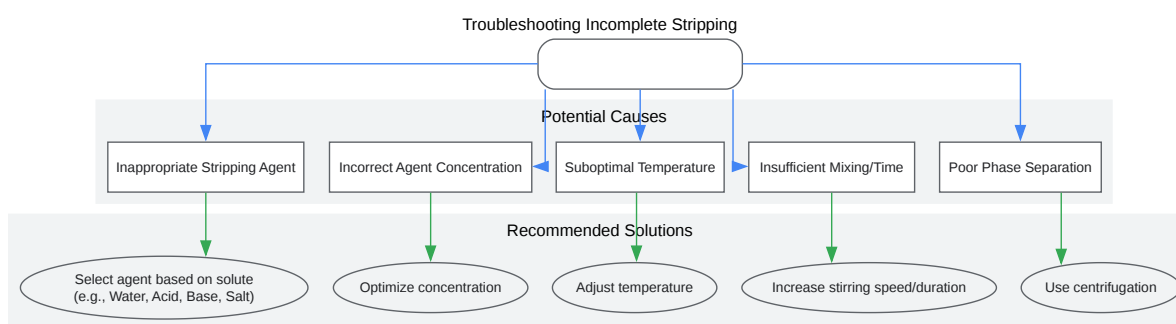 Troubleshooting Incomplete Stripping
Potential Causes
Inappropriate Stripping Agent
Incorrect Agent Concentration
Suboptimal Temperature
Insufficient Mixing/Time
Poor Phase Separation
Recommended Solutions
Select agent based on solute
(e.g., Water, Acid, Base, Salt)
Optimize concentration
Adjust temperature
Increase stirring speed/duration
Use centrifugation